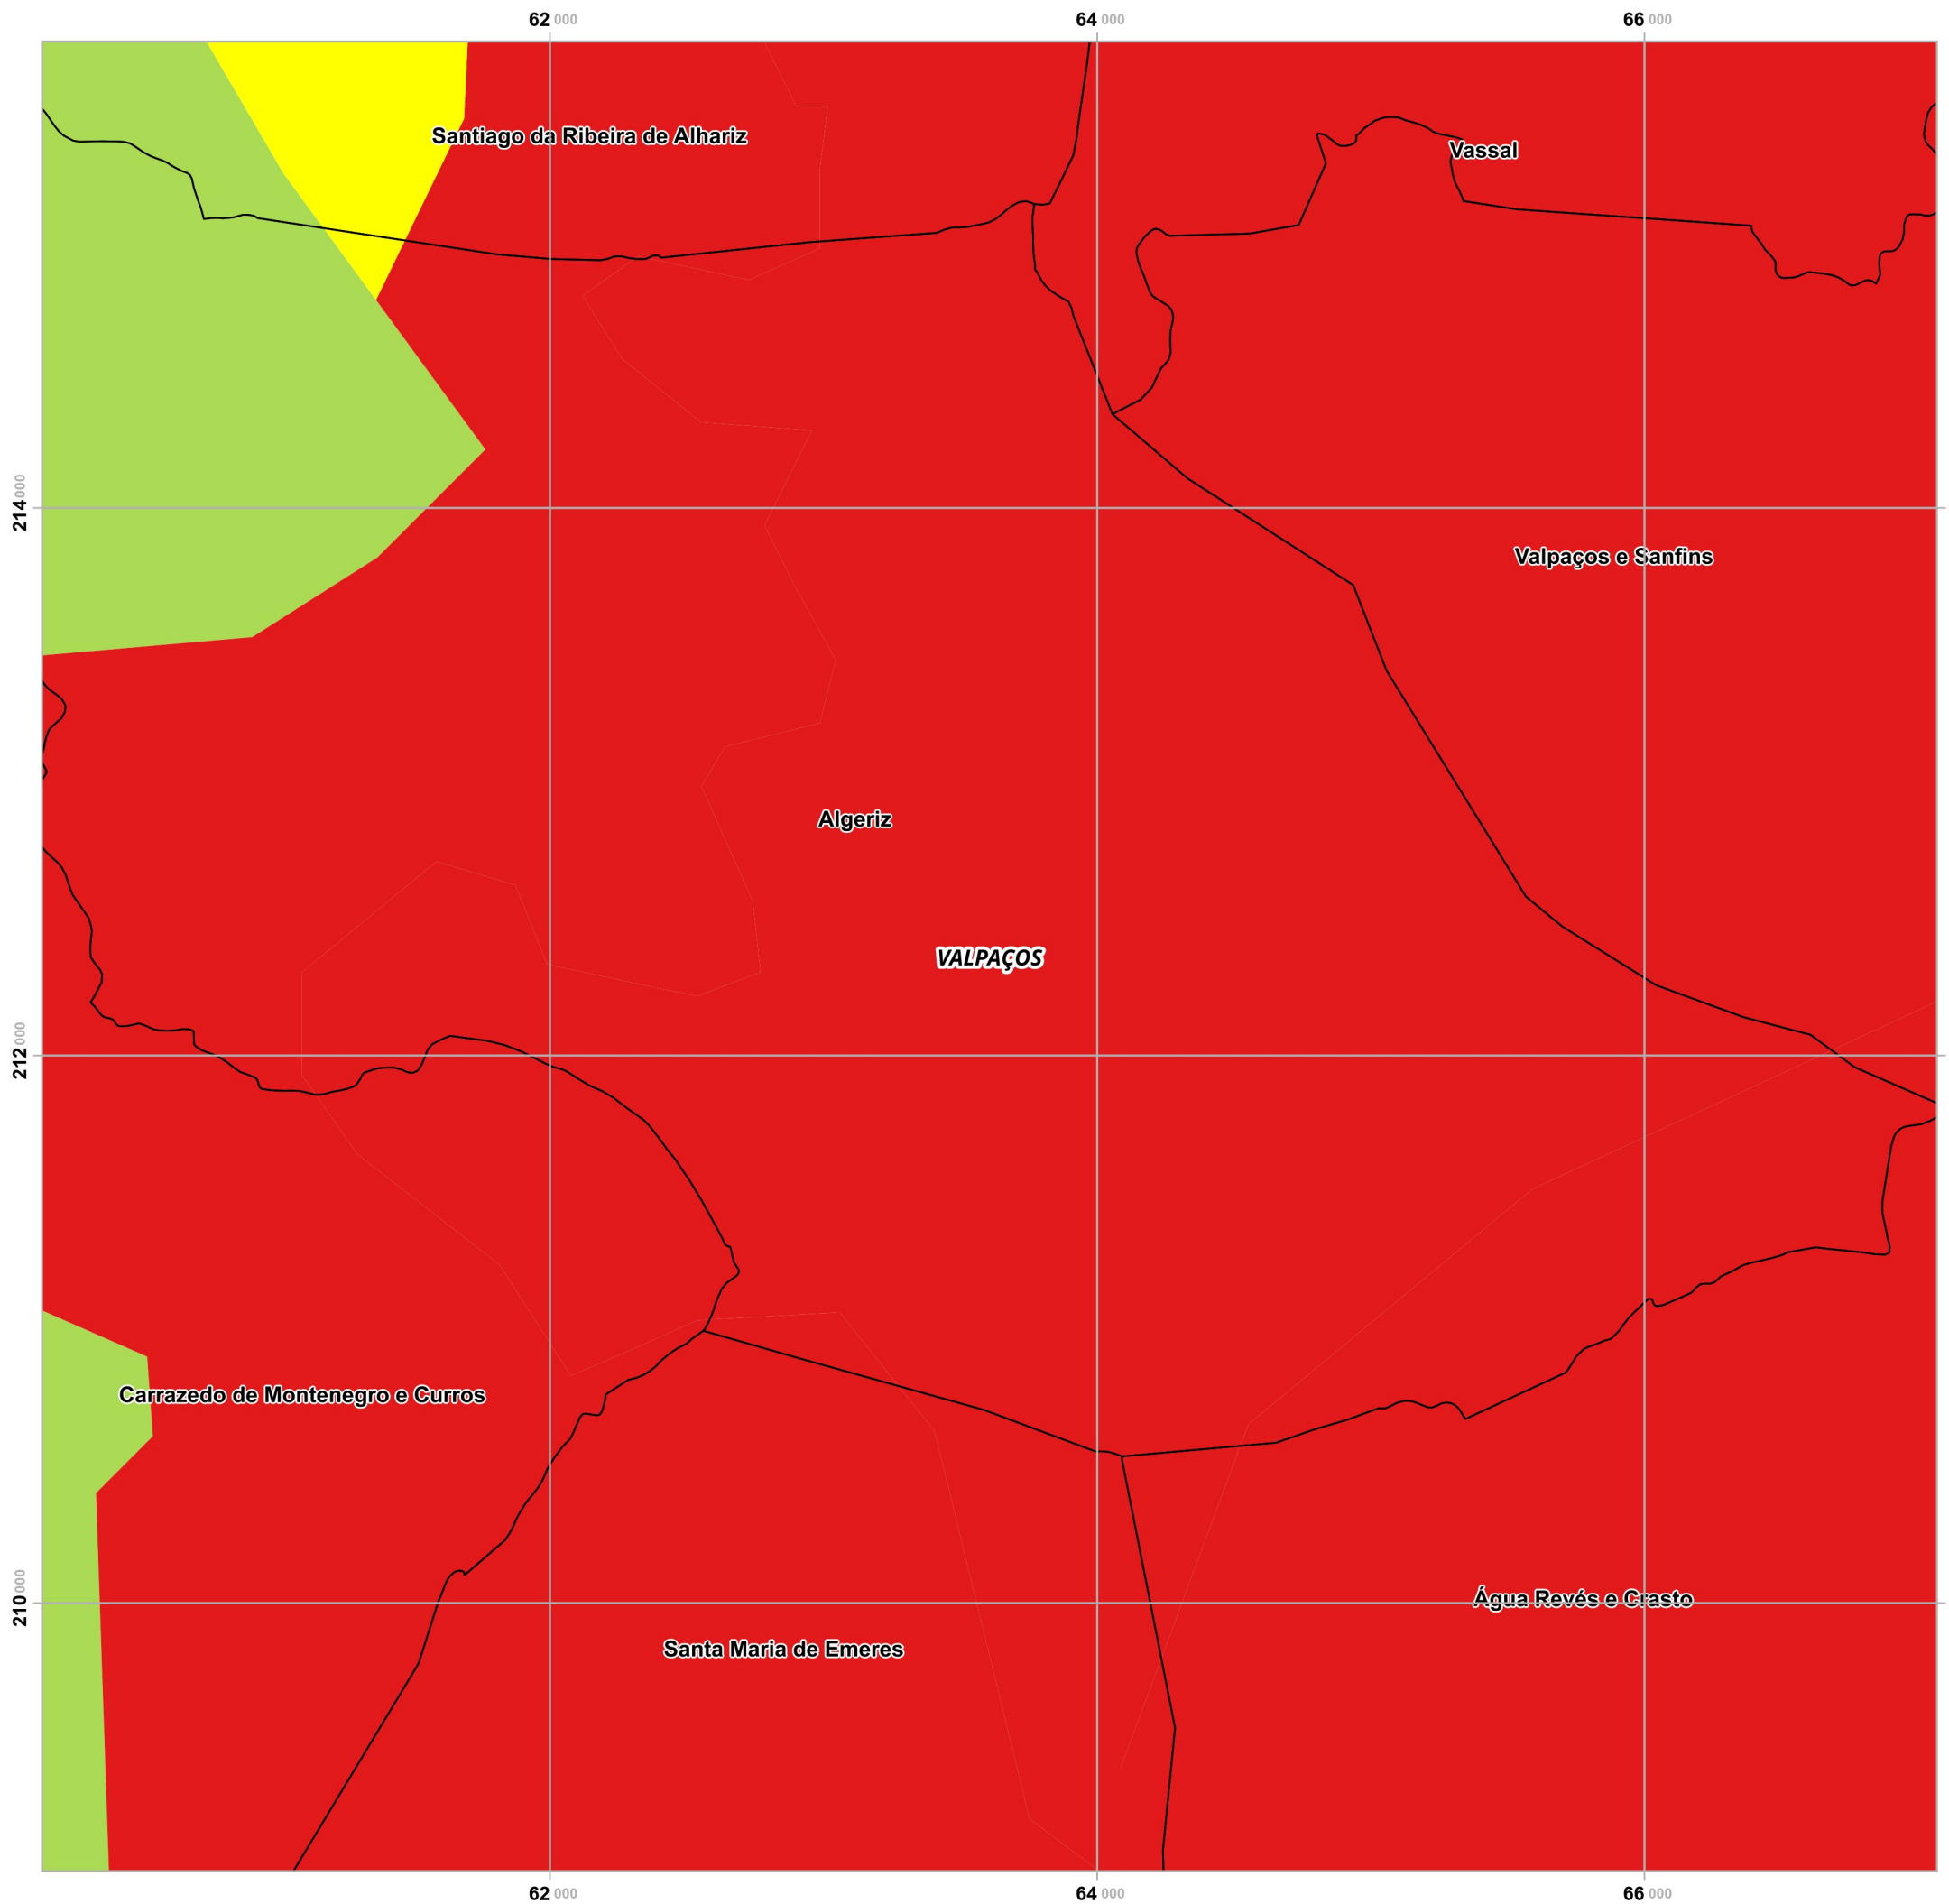 62 000 64 000 66 000
Santiago da Ribeira de Alhariz
Vassal
214 000
Valpaços e Sanfins
Algeriz
VALPAÇOS
212 000
Carrazedo de Montenegro e Curros
210 000
Água Revés e Crasto
Santa Maria de Emeres
62 000 64 000 66 000